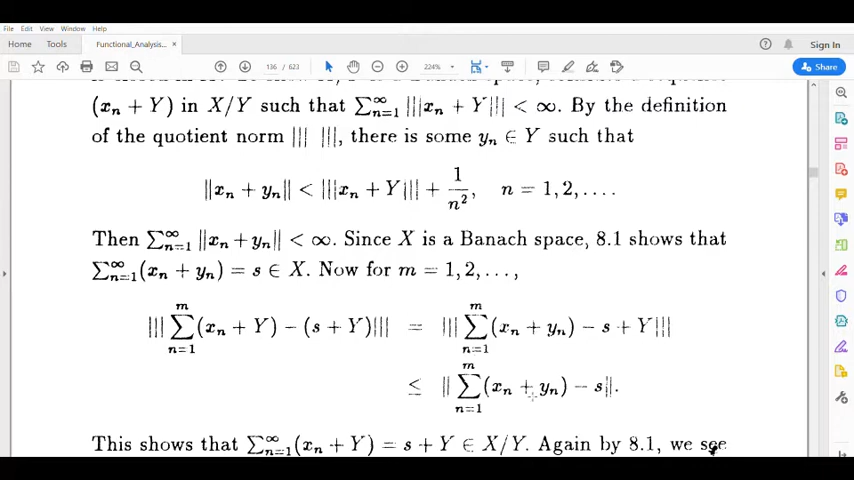 File Edit View Window Help
Home Tools Functional_Analysis... × Sign In
136 / 623 224% Share
(xₙ + Y) in X/Y such that ∑ₙ₌₁^∞ |||xₙ + Y||| < ∞. By the definition
of the quotient norm ||| |||, there is some yₙ ∈ Y such that
||xₙ + yₙ|| < |||xₙ + Y||| + 1/n², n = 1, 2, . . . .
Then ∑ₙ₌₁^∞ ||xₙ + yₙ|| < ∞. Since X is a Banach space, 8.1 shows that
∑ₙ₌₁^∞ (xₙ + yₙ) = s ∈ X. Now for m = 1, 2, . . . ,
||| ∑ₙ₌₁^m (xₙ + Y) − (s + Y)||| = ||| ∑ₙ₌₁^m (xₙ + yₙ) − s + Y|||
≤ || ∑ₙ₌₁^m (xₙ + yₙ) − s||.
This shows that ∑ₙ₌₁^∞ (xₙ + Y) = s + Y ∈ X/Y. Again by 8.1, we see